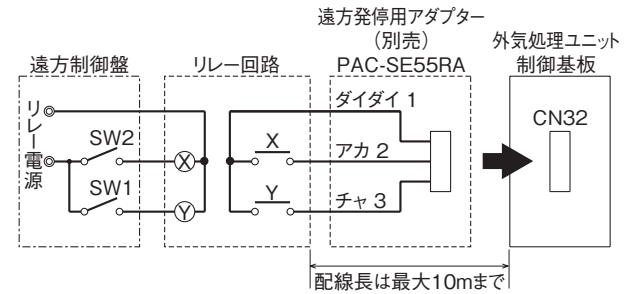 遠方発停用アダプター
(別売)
外気処理ユニット
遠方制御盤
リレー回路
PAC-SE55RA
制御基板
リレー電源
SW2
SW1
X
Y
X
Y
ダイダイ 1
アカ 2
チャ 3
CN32
配線長は最大10mまで